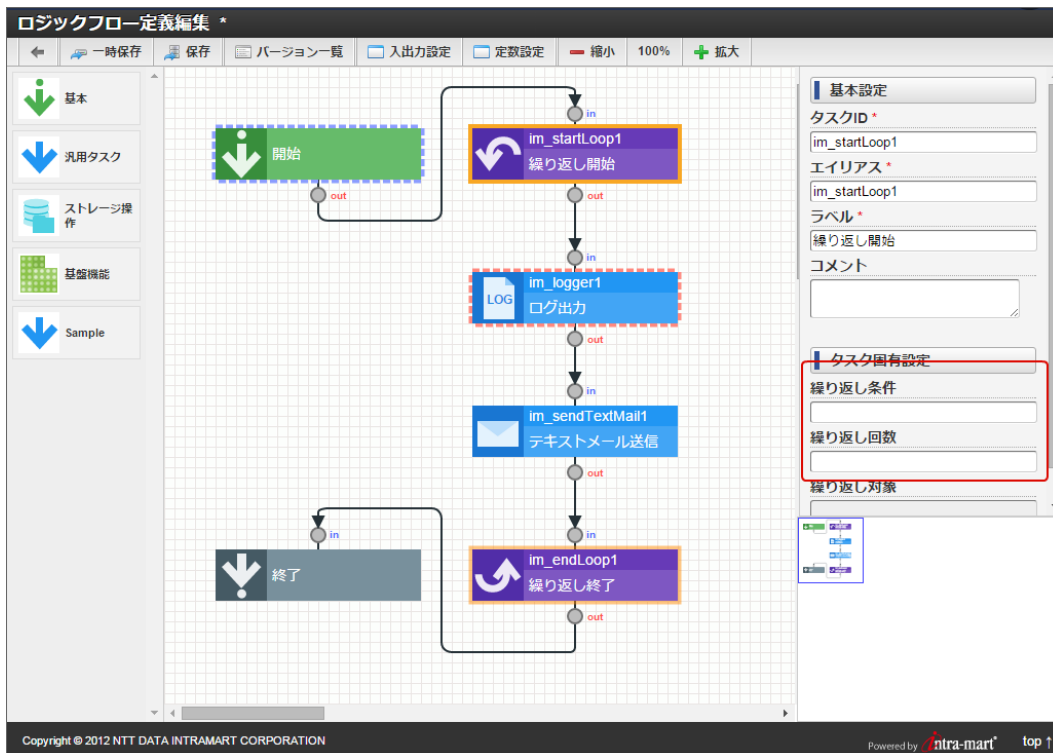 ロジックフロー定義編集 *
一時保存
保存
バージョン一覧
入出力設定
定数設定
縮小
100%
拡大
基本
汎用タスク
ストレージ操
作
基盤機能
Sample
開始
out
in
im_startLoop1
繰り返し開始
out
in
im_logger1
LOG
ログ出力
out
in
im_sendTextMail1
テキストメール送信
out
in
im_endLoop1
繰り返し終了
out
in
終了
基本設定
タスクID *
im_startLoop1
エイリアス *
im_startLoop1
ラベル *
繰り返し開始
コメント
タスク固有設定
繰り返し条件
繰り返し回数
繰り返し対象
Copyright © 2012 NTT DATA INTRAMART CORPORATION
Powered by intra-mart
top ↑